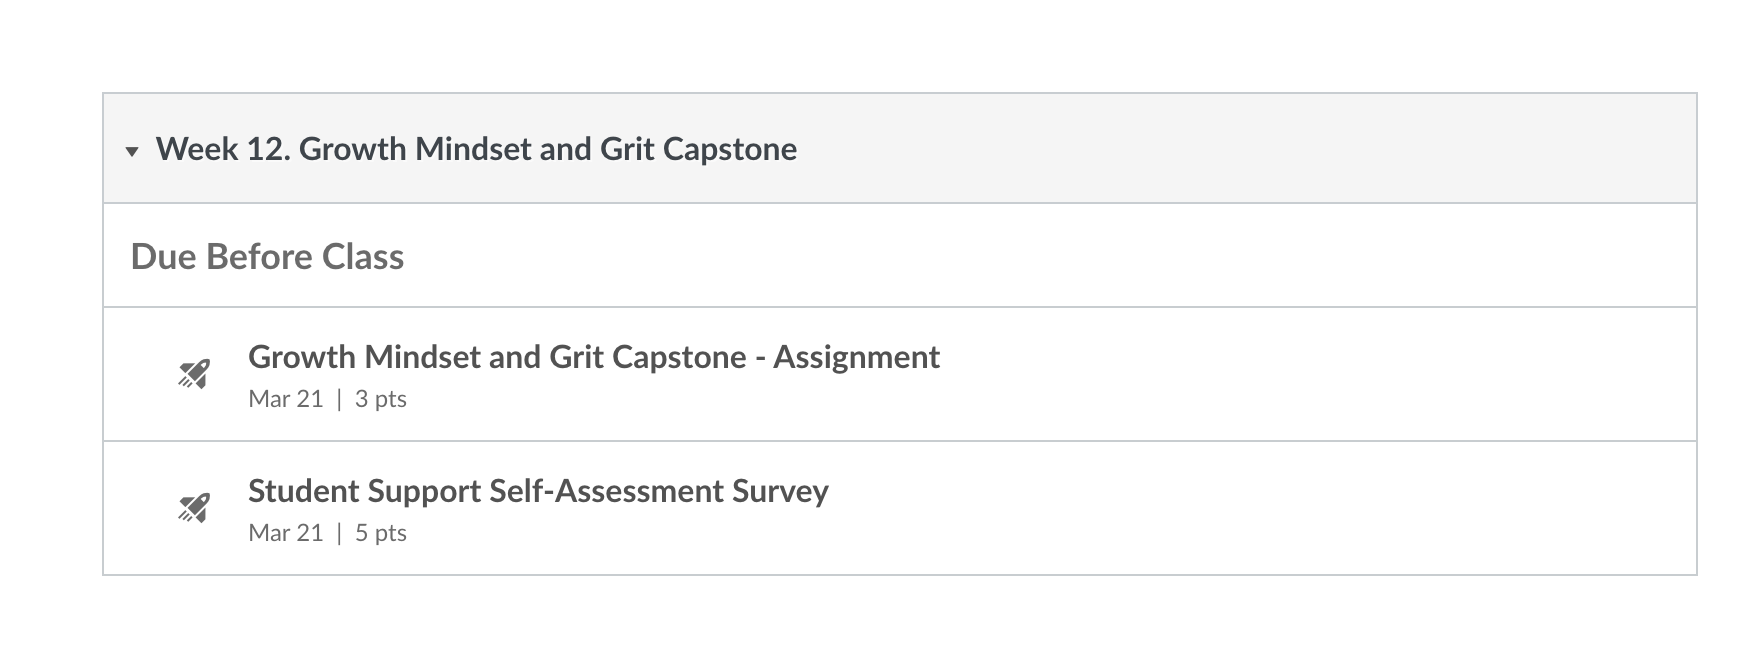 Week 12. Growth Mindset and Grit Capstone
Due Before Class
Growth Mindset and Grit Capstone - Assignment
Mar 21 | 3 pts
Student Support Self-Assessment Survey
Mar 21 | 5 pts